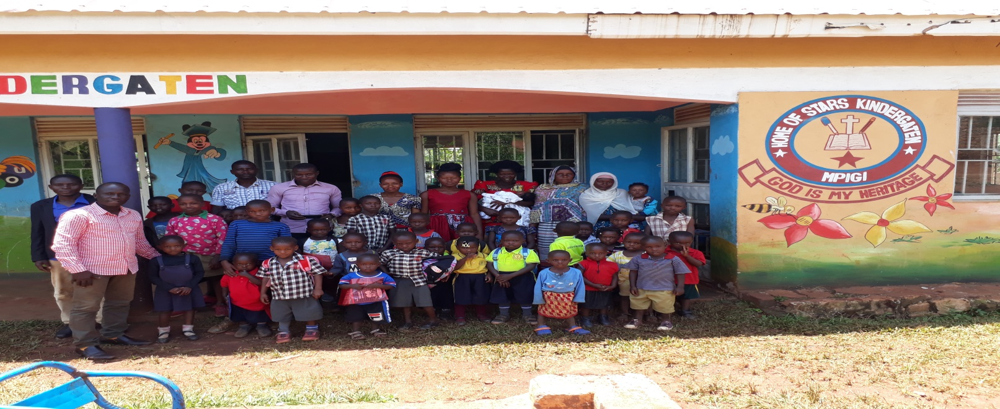 DERGATEN
HOME OF STARS KINDERGATEN
MPIGI
GOD IS MY HERITAGE